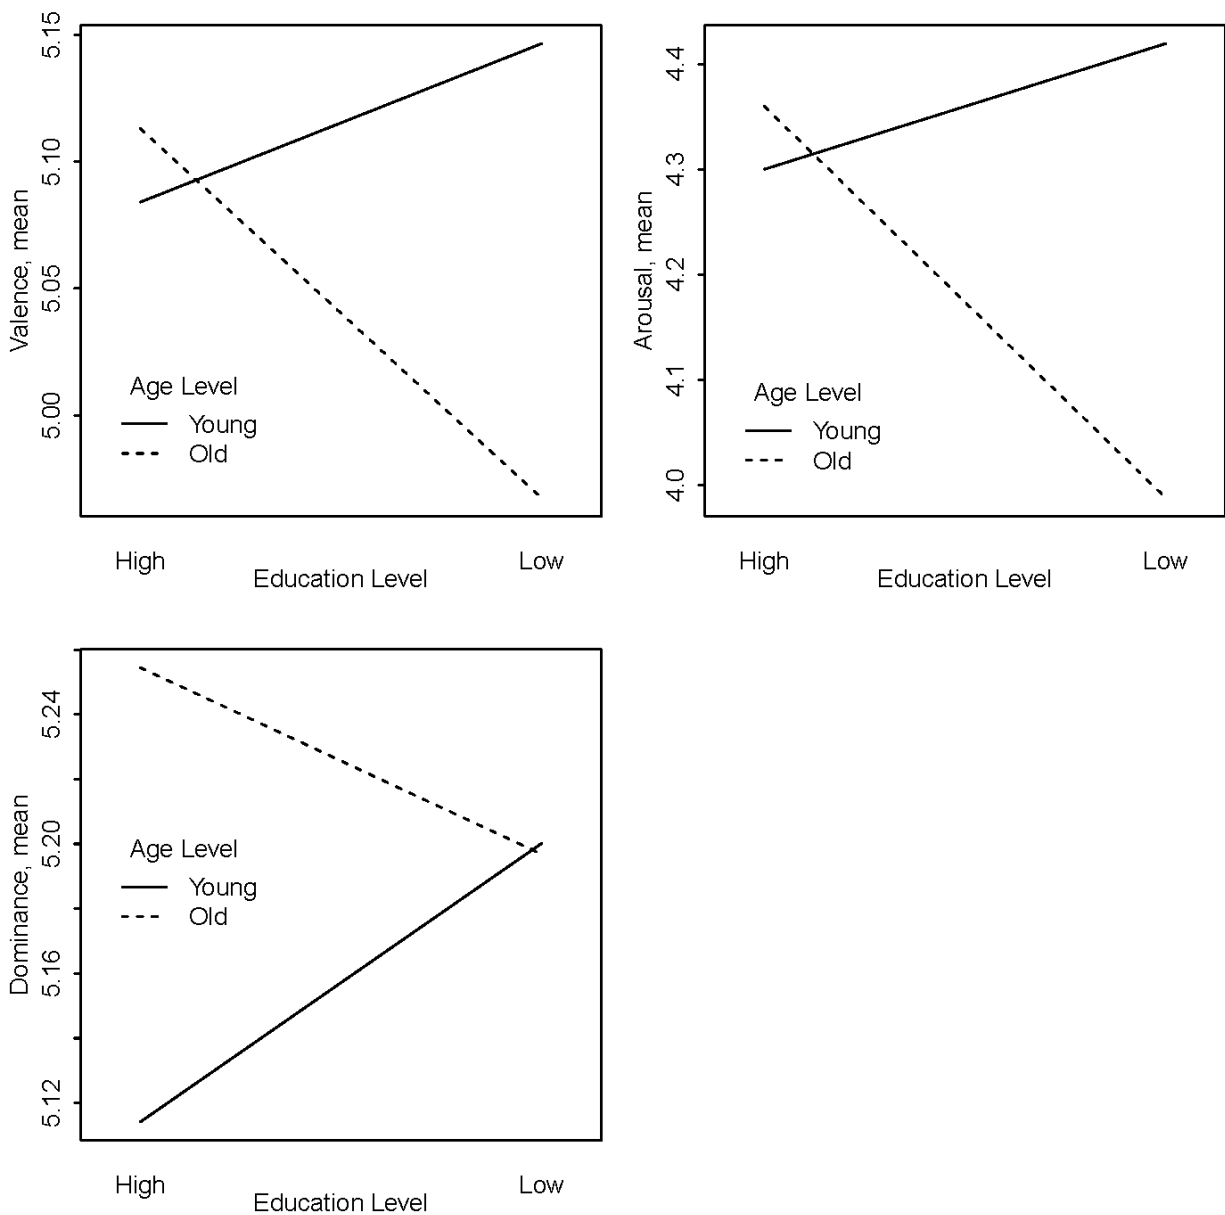 5.15
5.10
5.05
5.00
Valence, mean
Age Level
Young
Old
High
Low
Education Level
4.4
4.3
4.2
4.1
4.0
Arousal, mean
Age Level
Young
Old
High
Low
Education Level
5.24
5.20
5.16
5.12
Dominance, mean
Age Level
Young
Old
High
Low
Education Level